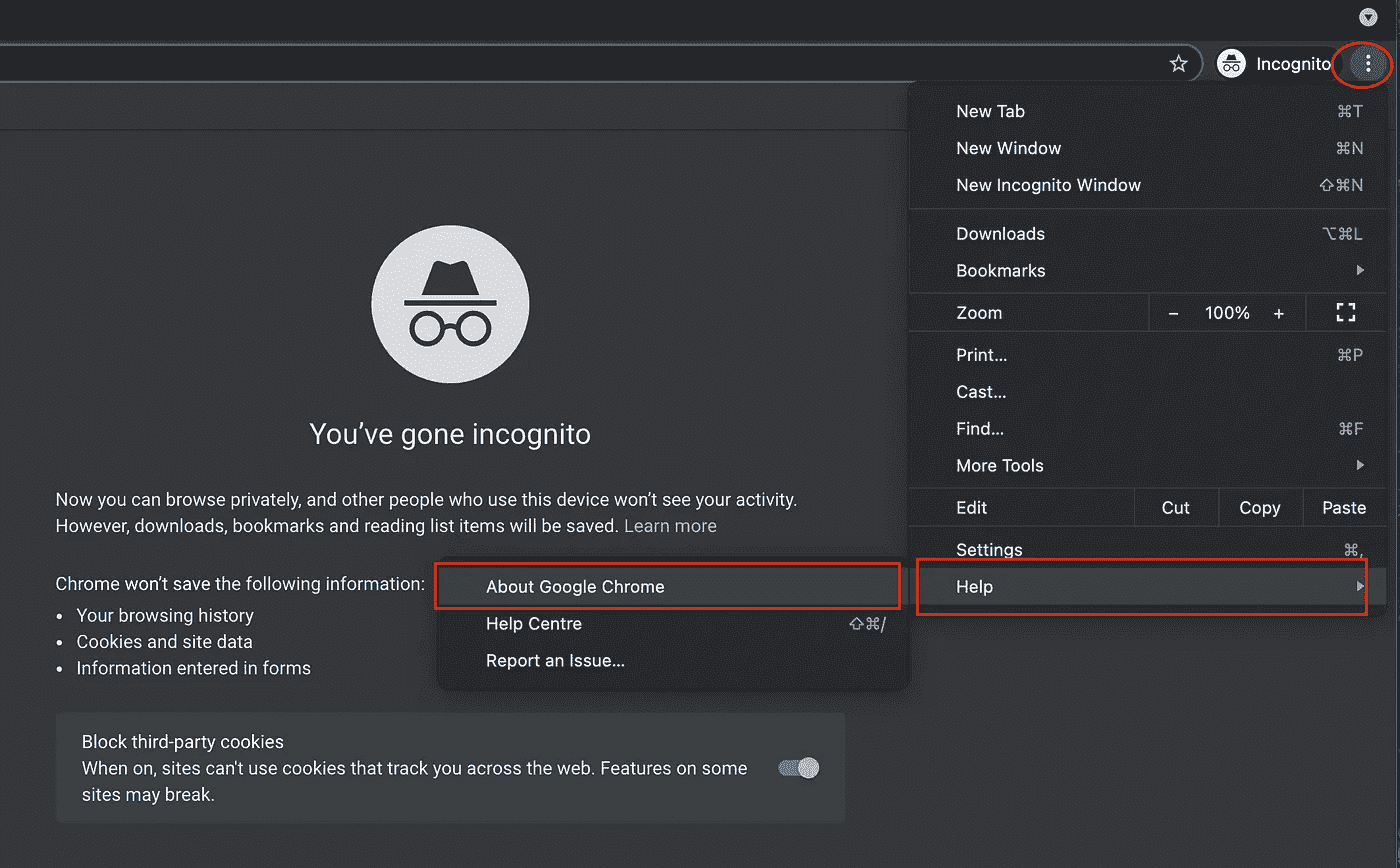 Incognito
New Tab ⌘T
New Window ⌘N
New Incognito Window ⇧⌘N
Downloads ⌥⌘L
Bookmarks
Zoom − 100% +
Print... ⌘P
Cast...
Find... ⌘F
More Tools
Edit Cut Copy Paste
Settings ⌘,
Help
About Google Chrome
Help Centre ⇧⌘/
Report an Issue...
You’ve gone incognito
Now you can browse privately, and other people who use this device won’t see your activity.
However, downloads, bookmarks and reading list items will be saved. Learn more
Chrome won’t save the following information:
• Your browsing history
• Cookies and site data
• Information entered in forms
Block third-party cookies
When on, sites can't use cookies that track you across the web. Features on some
sites may break.